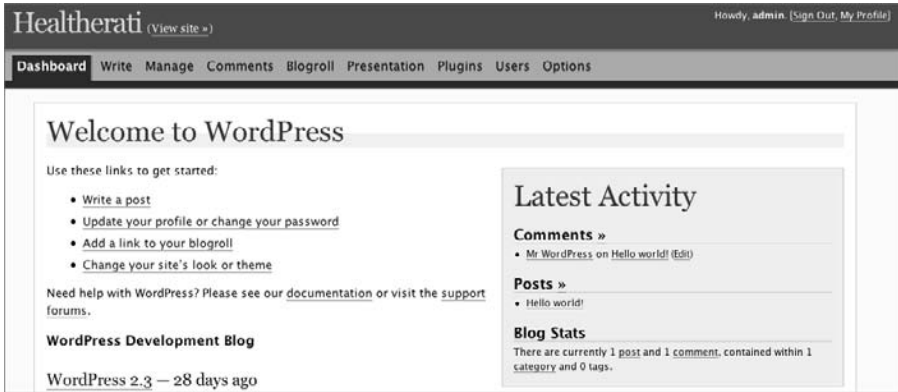 Healtherati (View site »)
Howdy, admin. [Sign Out, My Profile]
Dashboard Write Manage Comments Blogroll Presentation Plugins Users Options
Welcome to WordPress
Use these links to get started:
• Write a post
• Update your profile or change your password
• Add a link to your blogroll
• Change your site's look or theme
Need help with WordPress? Please see our documentation or visit the support
forums.
WordPress Development Blog
WordPress 2.3 — 28 days ago
Latest Activity
Comments »
• Mr WordPress on Hello world! (Edit)
Posts »
• Hello world!
Blog Stats
There are currently 1 post and 1 comment, contained within 1
category and 0 tags.